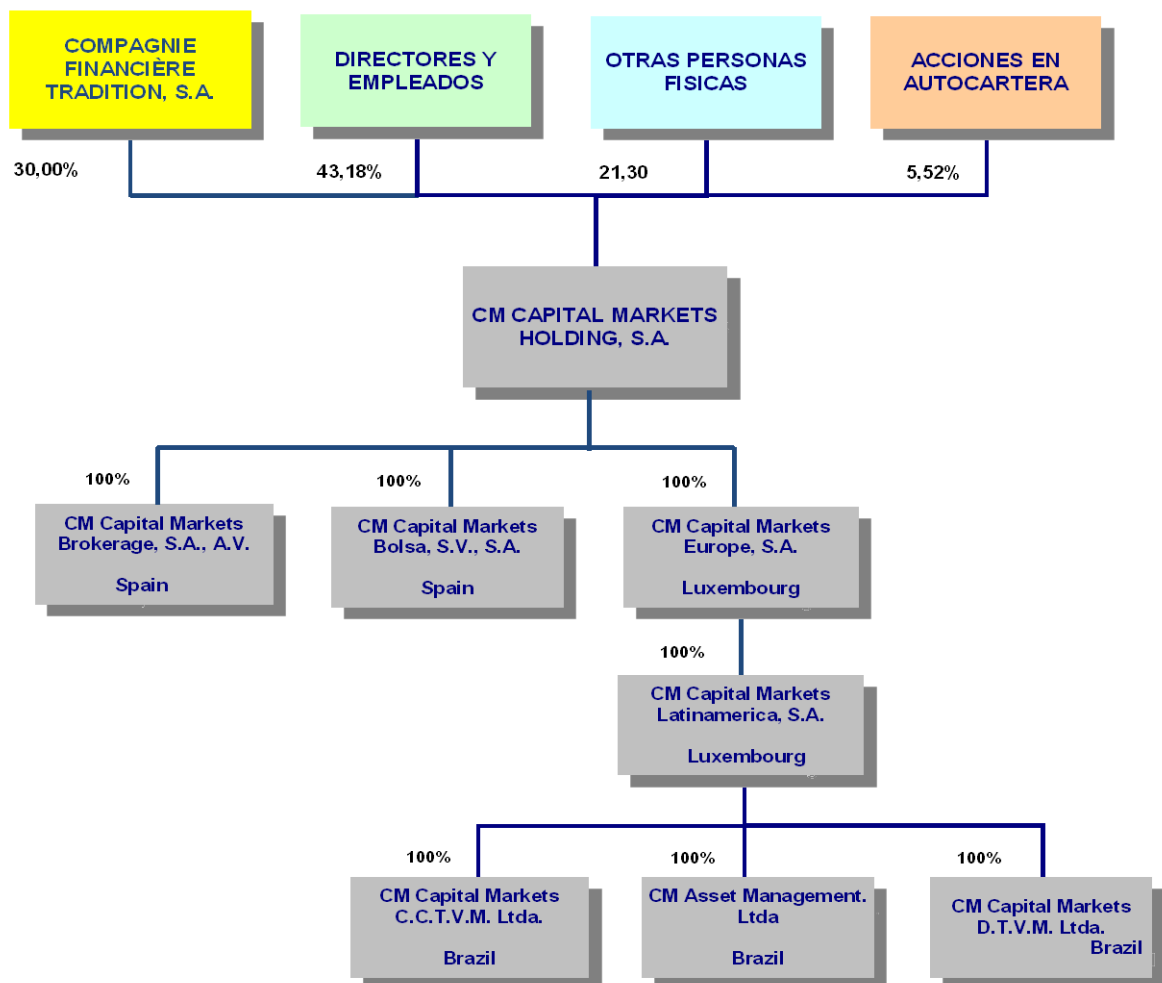 COMPAGNIE
FINANCIÈRE
TRADITION, S.A.
DIRECTORES Y
EMPLEADOS
OTRAS PERSONAS
FISICAS
ACCIONES EN
AUTOCARTERA
30,00%
43,18%
21,30
5,52%
CM CAPITAL MARKETS
HOLDING, S.A.
100%
100%
100%
CM Capital Markets
Brokerage, S.A., A.V.
Spain
CM Capital Markets
Bolsa, S.V., S.A.
Spain
CM Capital Markets
Europe, S.A.
Luxembourg
100%
CM Capital Markets
Latinamerica, S.A.
Luxembourg
100%
100%
100%
CM Capital Markets
C.C.T.V.M. Ltda.
Brazil
CM Asset Management.
Ltda
Brazil
CM Capital Markets
D.T.V.M. Ltda.
Brazil